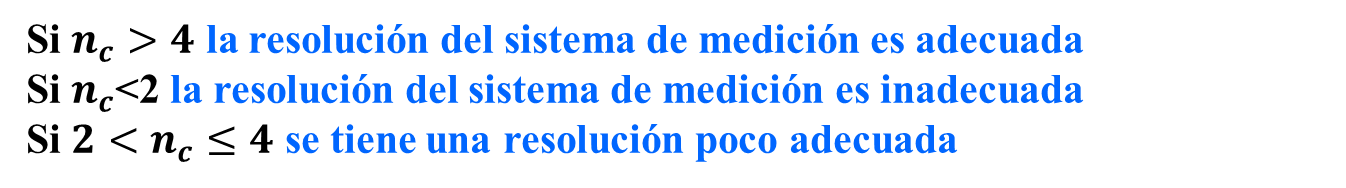 Si n_c > 4 la resolución del sistema de medición es adecuada
Si n_c<2 la resolución del sistema de medición es inadecuada
Si 2 < n_c ≤ 4 se tiene una resolución poco adecuada